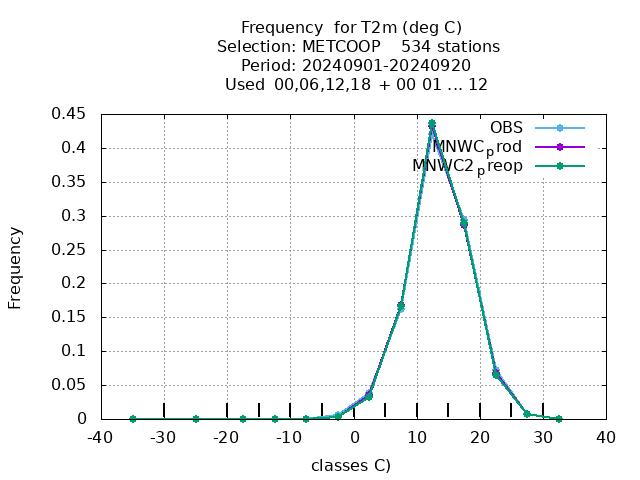 Frequency  for T2m (deg C)
Selection: METCOOP    534 stations
Period: 20240901-20240920
Used  00,06,12,18  + 00 01 ... 12
0.45
0.4
0.35
0.3
0.25
0.2
0.15
0.1
0.05
0
Frequency
OBS
MNWCprod
MNWC2preop
-40 -30 -20 -10 0 10 20 30 40
classes C)